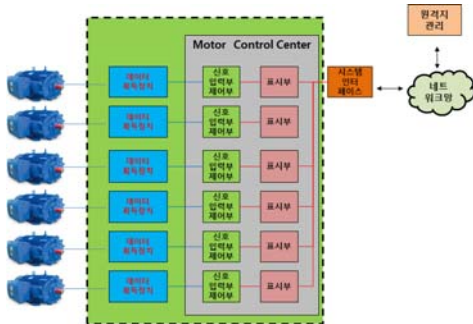 원격지
관리
Motor Control Center
시스템
인터
페이스
네트
워크망
데이터
획득장치
신호
입력부
제어부
표시부
데이터
획득장치
신호
입력부
제어부
표시부
데이터
획득장치
신호
입력부
제어부
표시부
데이터
획득장치
신호
입력부
제어부
표시부
데이터
획득장치
신호
입력부
제어부
표시부
데이터
획득장치
신호
입력부
제어부
표시부